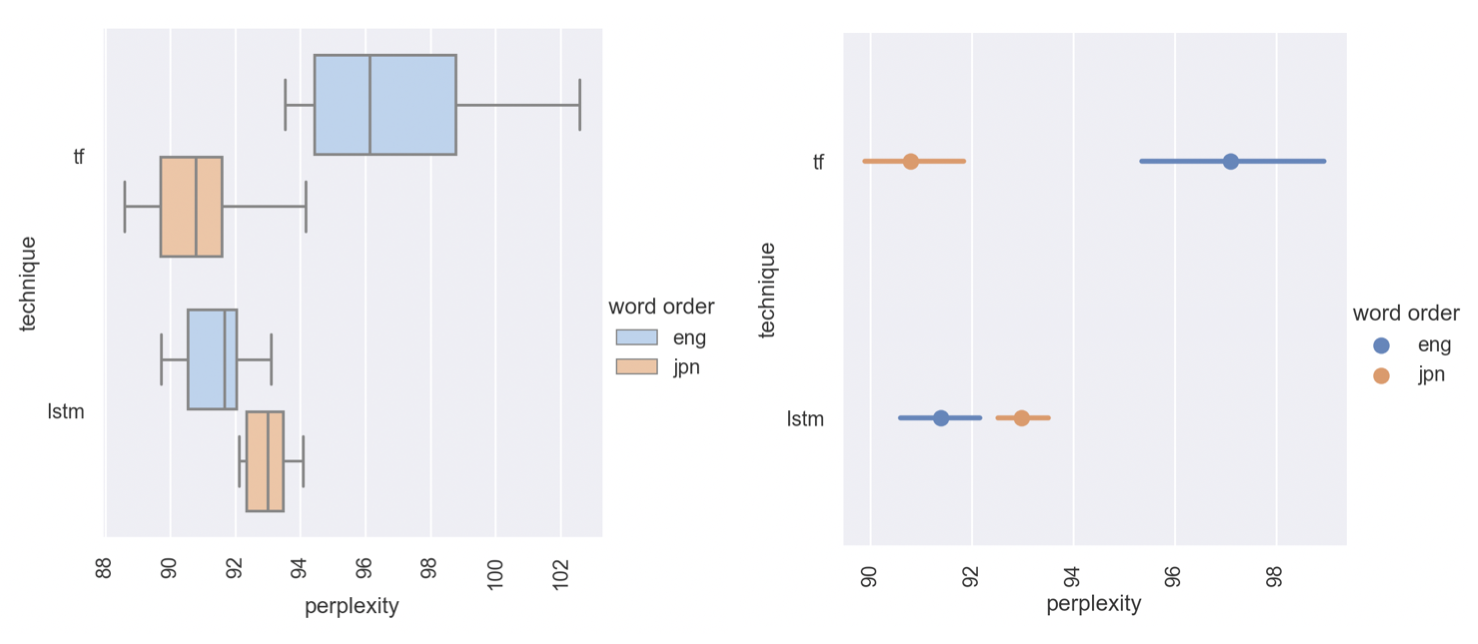 tf
lstm
technique
88 90 92 94 96 98 100 102
perplexity
word order
eng
jpn
tf
lstm
technique
90 92 94 96 98
perplexity
word order
eng
jpn